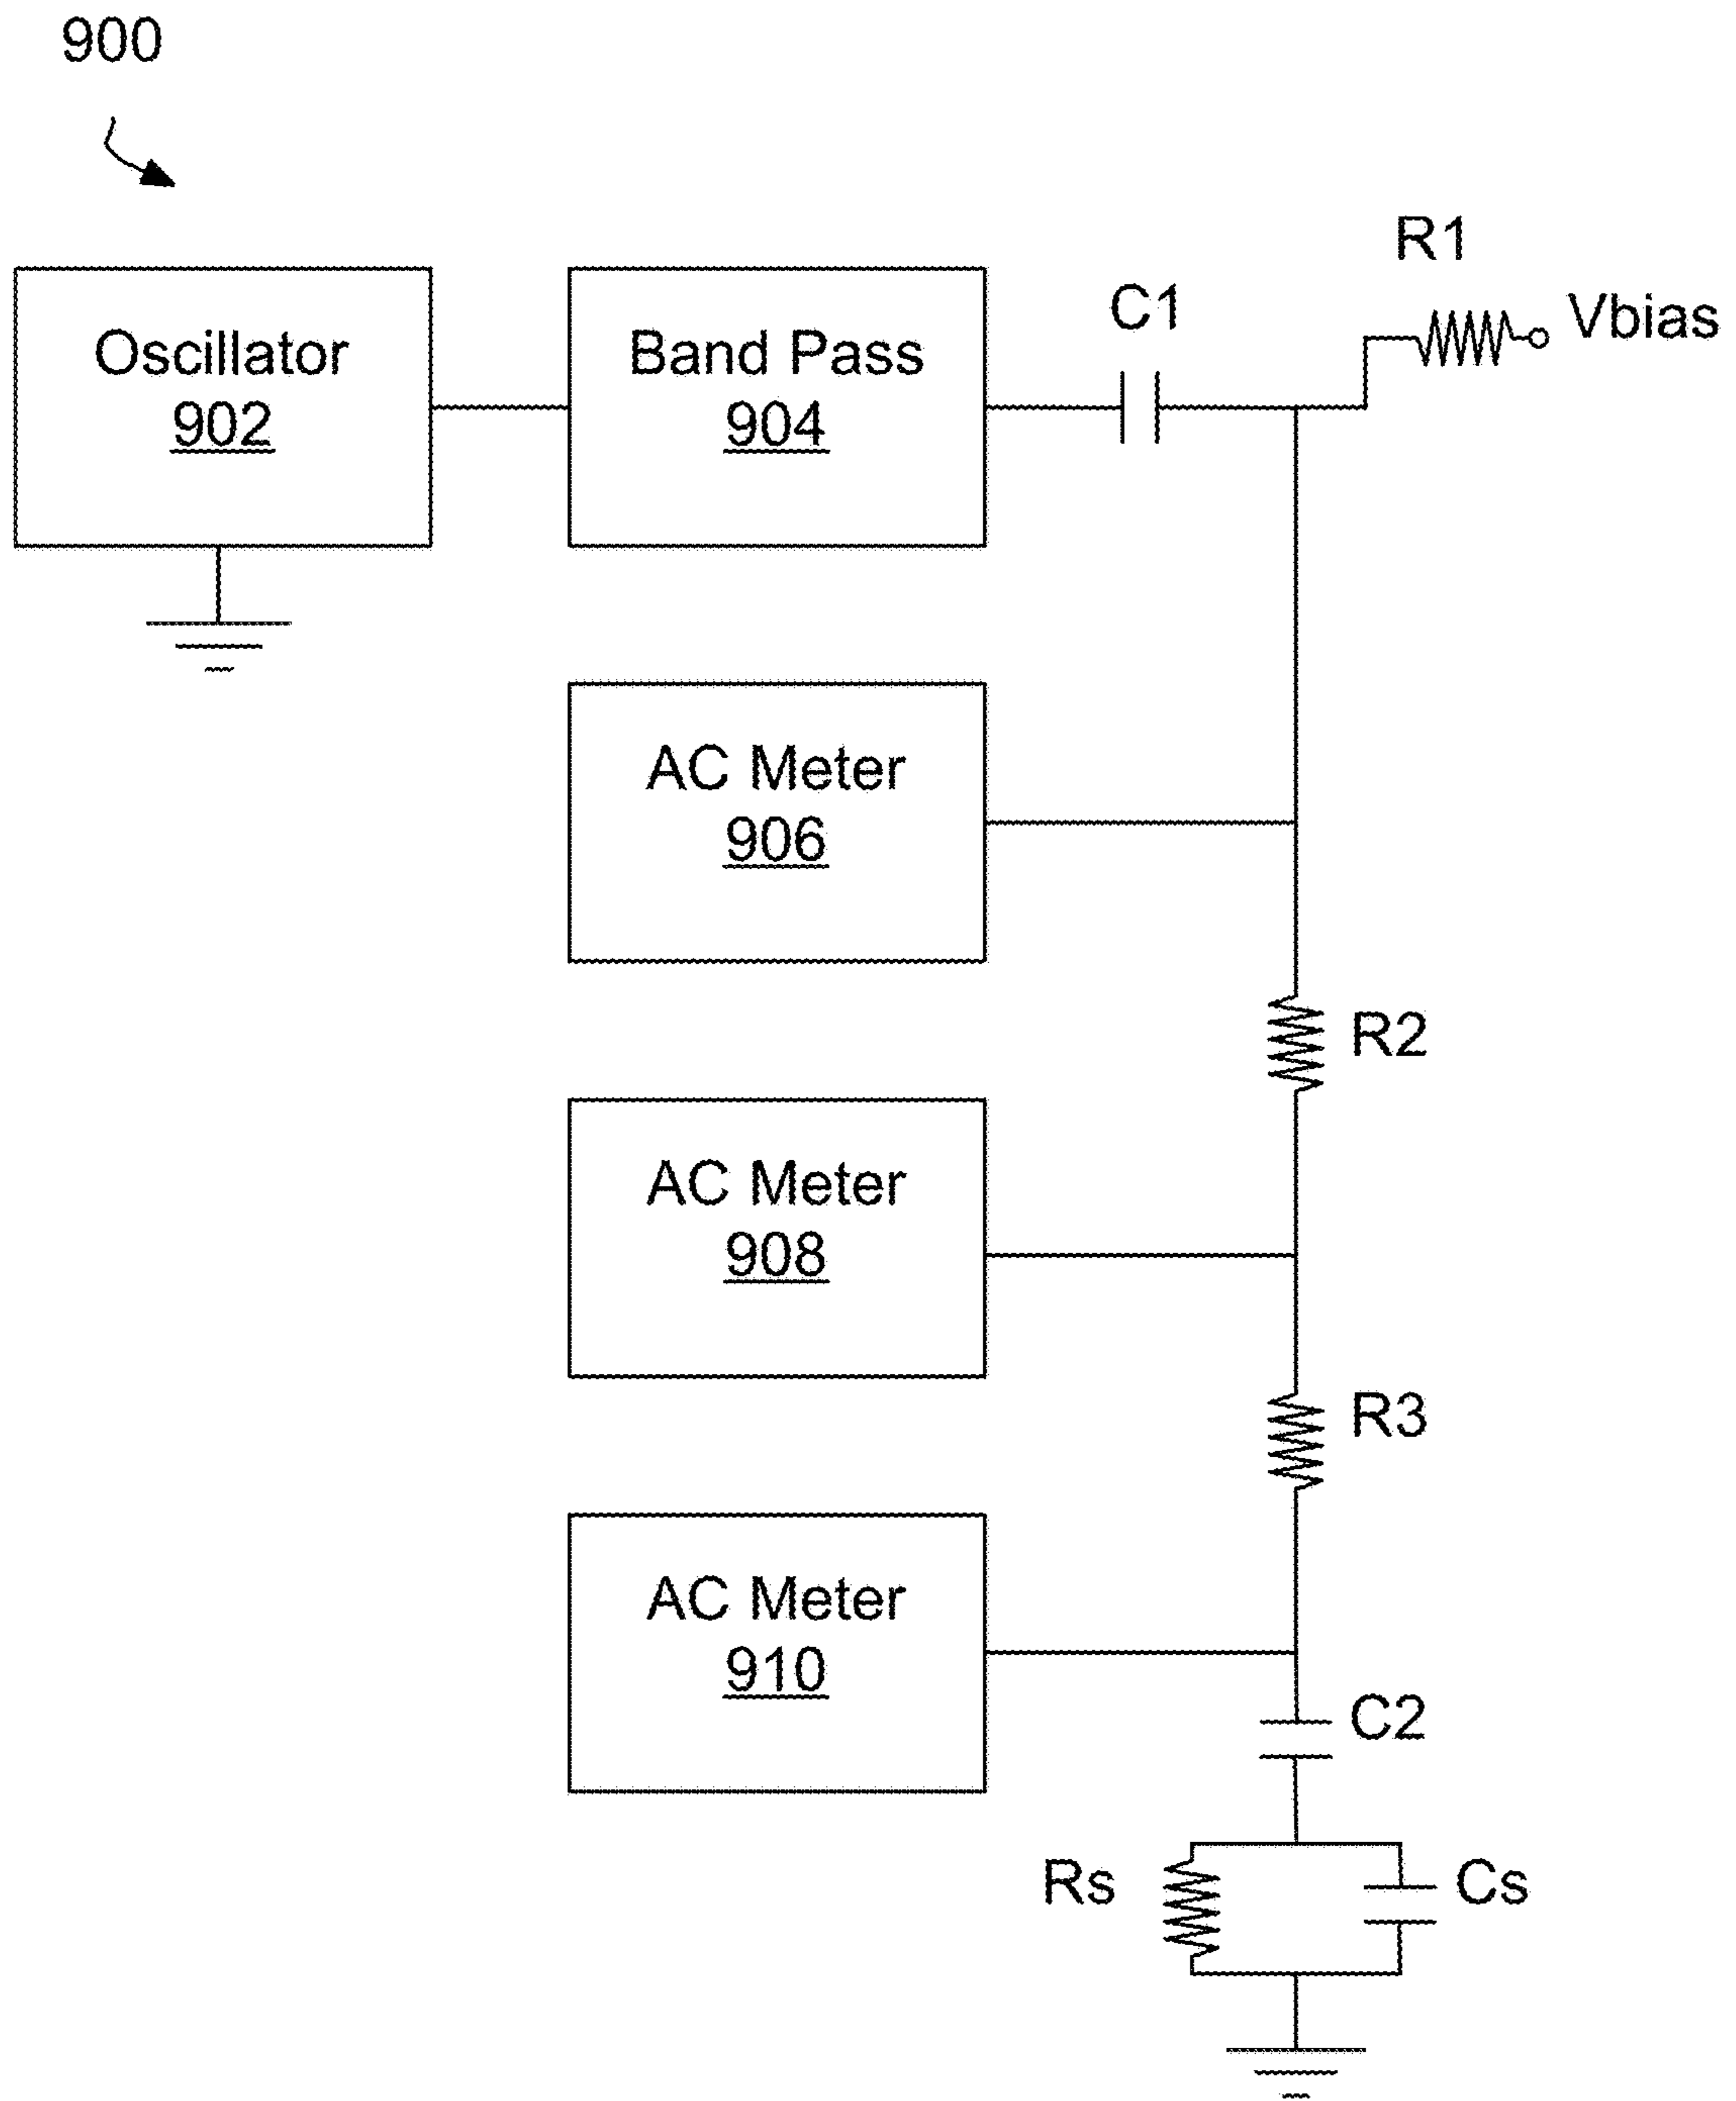 900
R1
Vbias
C1
Oscillator
902
Band Pass
904
AC Meter
906
R2
AC Meter
908
R3
AC Meter
910
C2
Rs
Cs